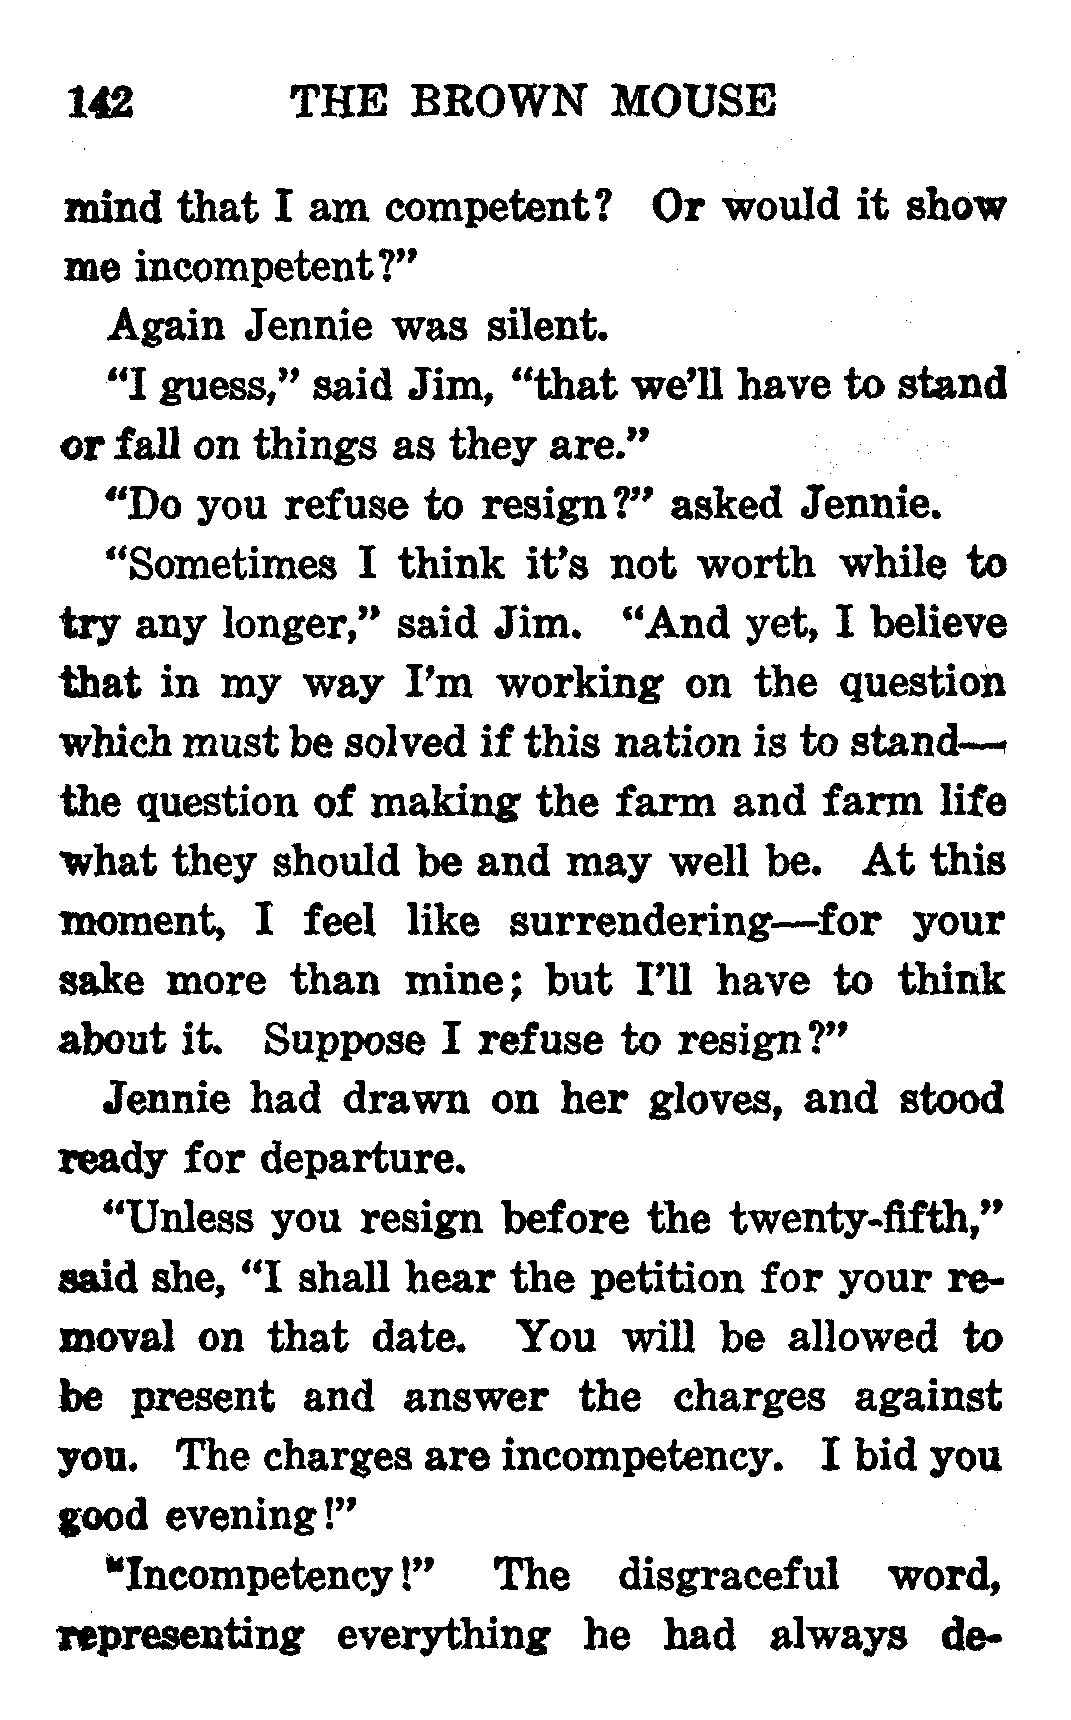 142 THE BROWN MOUSE
mind that I am competent? Or would it show
me incompetent?”
Again Jennie was silent.
“I guess,” said Jim, “that we’ll have to stand
or fall on things as they are.”
“Do you refuse to resign?” asked Jennie.
“Sometimes I think it’s not worth while to
try any longer,” said Jim. “And yet, I believe
that in my way I’m working on the question
which must be solved if this nation is to stand—
the question of making the farm and farm life
what they should be and may well be. At this
moment, I feel like surrendering—for your
sake more than mine; but I’ll have to think
about it. Suppose I refuse to resign?”
Jennie had drawn on her gloves, and stood
ready for departure.
“Unless you resign before the twenty-fifth,”
said she, “I shall hear the petition for your re-
moval on that date. You will be allowed to
be present and answer the charges against
you. The charges are incompetency. I bid you
good evening!”
“Incompetency!” The disgraceful word,
representing everything he had always de-